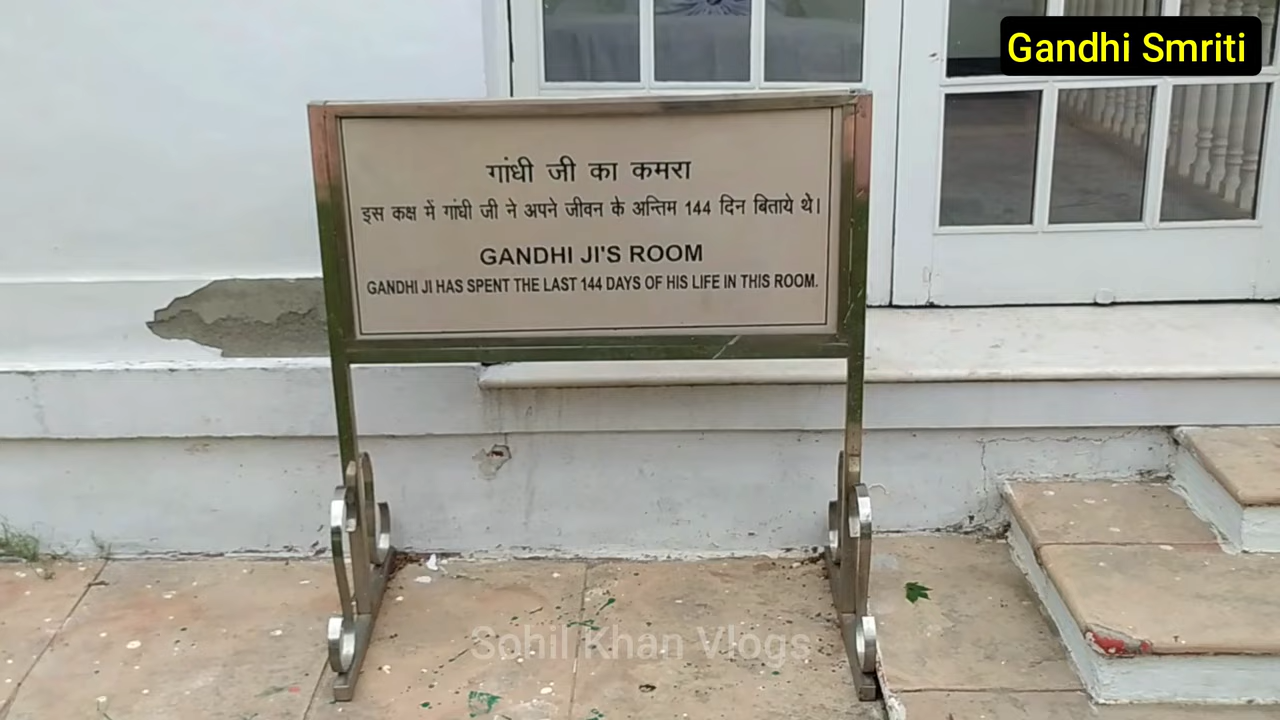 Gandhi Smriti
गांधी जी का कमरा
इस कक्ष में गांधी जी ने अपने जीवन के अन्तिम 144 दिन बिताये थे।
GANDHI JI'S ROOM
GANDHI JI HAS SPENT THE LAST 144 DAYS OF HIS LIFE IN THIS ROOM.
Sohil Khan Vlogs